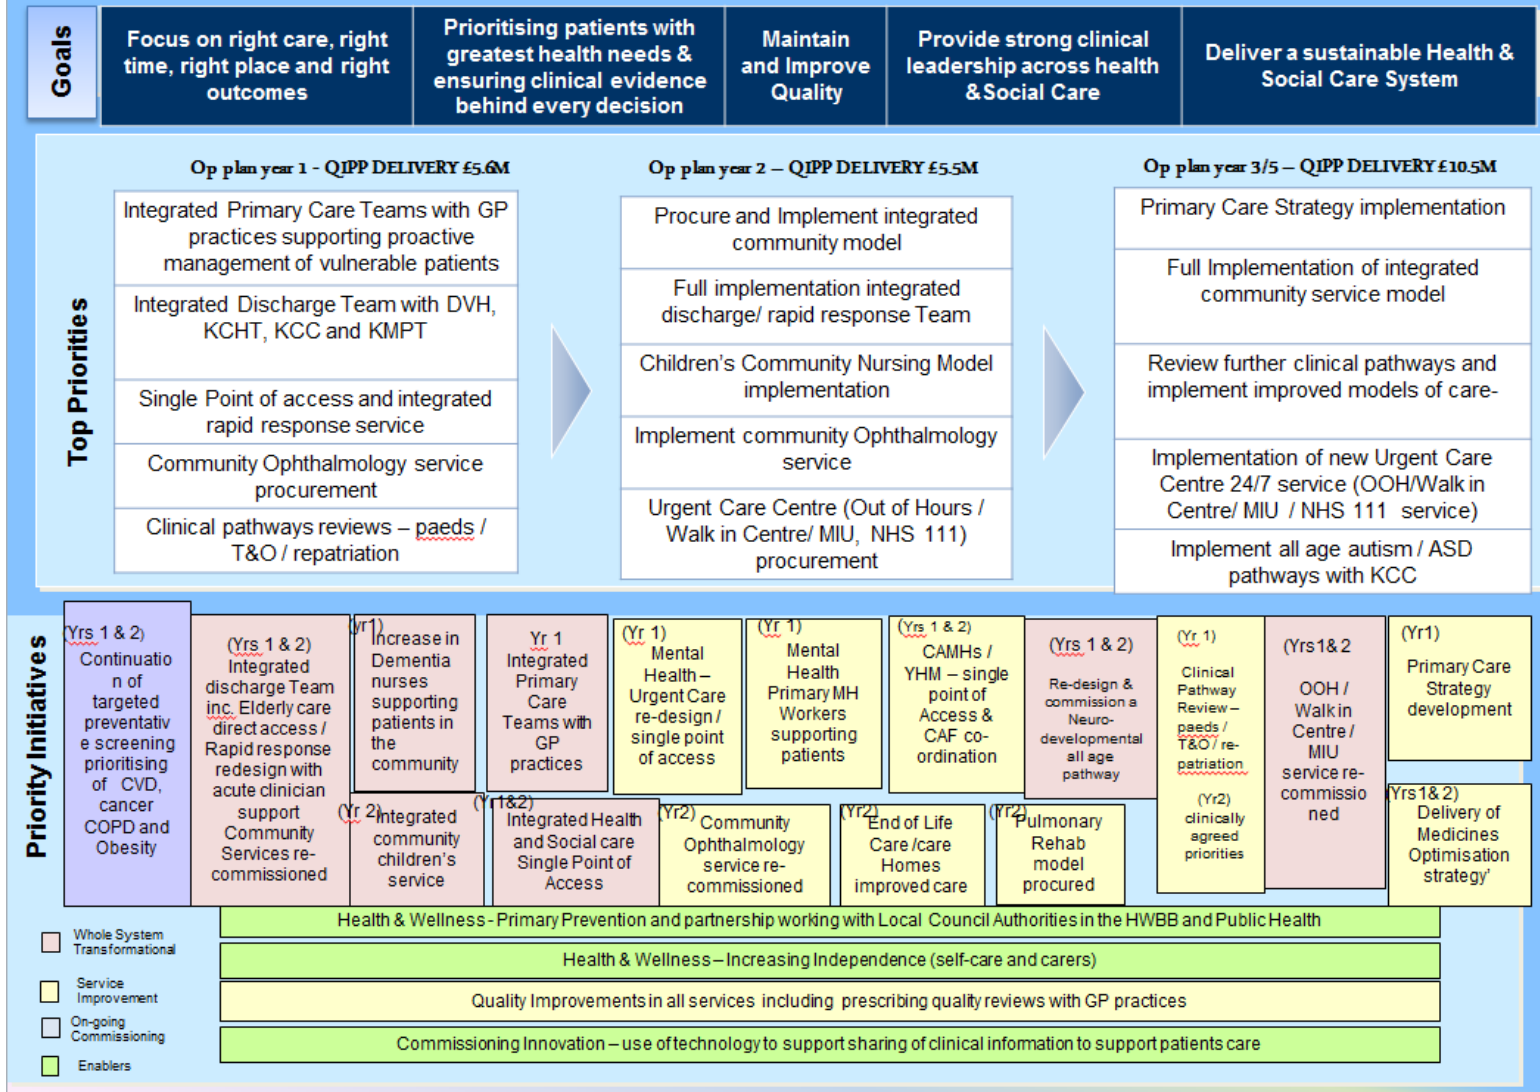 Goals
Focus on right care, right
time, right place and right
outcomes
Prioritising patients with
greatest health needs &
ensuring clinical evidence
behind every decision
Maintain
and Improve
Quality
Provide strong clinical
leadership across health
&Social Care
Deliver a sustainable Health &
Social Care System
Top Priorities
Op plan year 1 - QIPP DELIVERY £5.6M
Integrated Primary Care Teams with GP
practices supporting proactive
management of vulnerable patients
Integrated Discharge Team with DVH,
KCHT, KCC and KMPT
Single Point of access and integrated
rapid response service
Community Ophthalmology service
procurement
Clinical pathways reviews – paeds /
T&O / repatriation
Op plan year 2 – QIPP DELIVERY £5.5M
Procure and Implement integrated
community model
Full implementation integrated
discharge/ rapid response Team
Children's Community Nursing Model
implementation
Implement community Ophthalmology
service
Urgent Care Centre (Out of Hours /
Walk in Centre/ MIU, NHS 111)
procurement
Op plan year 3/5 – QIPP DELIVERY £10.5M
Primary Care Strategy implementation
Full Implementation of integrated
community service model
Review further clinical pathways and
implement improved models of care-
Implementation of new Urgent Care
Centre 24/7 service (OOH/Walk in
Centre/ MIU / NHS 111 service)
Implement all age autism / ASD
pathways with KCC
Priority Initiatives
(Yrs 1 & 2)
Continuatio
n of
targeted
preventativ
e screening
prioritising
of CVD,
cancer
COPD and
Obesity
(Yrs 1 & 2)
Integrated
discharge Team
inc. Elderly care
direct access /
Rapid response
redesign with
acute clinician
support
Community
Services re-
commissioned
(yr1)
Increase in
Dementia
nurses
supporting
patients in
the
community
Yr 1
Integrated
Primary
Care
Teams with
GP
practices
(Yr 1)
Mental
Health –
Urgent Care
re-design /
single point
of access
(Yr 1)
Mental
Health
Primary MH
Workers
supporting
patients
(Yrs 1 & 2)
CAMHs /
YHM – single
point of
Access &
CAF co-
ordination
(Yrs 1 & 2)
Re-design &
commission a
Neuro-
developmental
all age
pathway
(Yr 1)
Clinical
Pathway
Review –
paeds /
T&O / re-
patriation
(Yr2)
clinically
agreed
priorities
(Yrs1& 2
OOH /
Walk in
Centre /
MIU
service re-
commissio
ned
(Yr1)
Primary Care
Strategy
development
(Yr 2)
Integrated
community
children's
service
(Yr1&2)
Integrated Health
and Social care
Single Point of
Access
(Yr2)
Community
Ophthalmology
service re-
commissioned
(Yr2)
End of Life
Care /care
Homes
improved care
(Yr2)
Pulmonary
Rehab
model
procured
(Yrs1& 2)
Delivery of
Medicines
Optimisation
strategy'
Health & Wellness - Primary Prevention and partnership working with Local Council Authorities in the HWBB and Public Health
Health & Wellness – Increasing Independence (self-care and carers)
Quality Improvements in all services including prescribing quality reviews with GP practices
Commissioning Innovation – use of technology to support sharing of clinical information to support patients care
Whole System
Transformational
Service
Improvement
On-going
Commissioning
Enablers